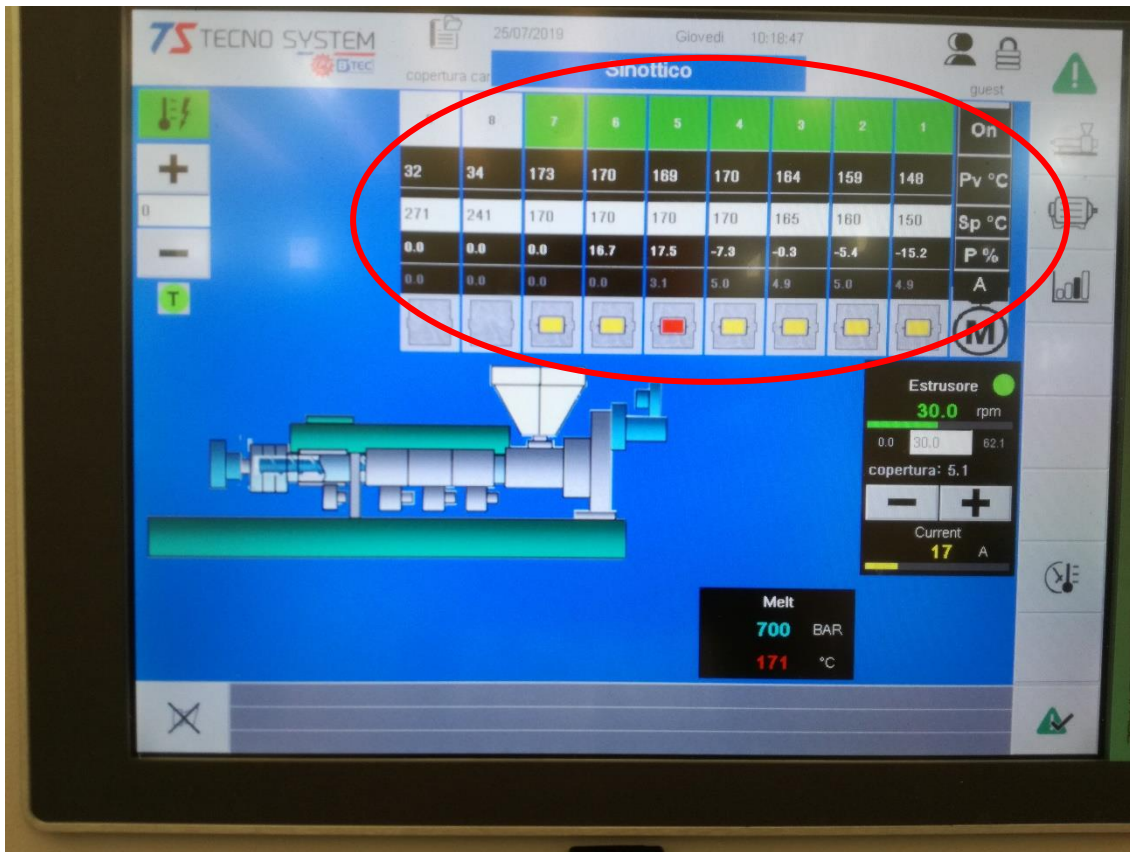 TECNO SYSTEM
GTEC
25/07/2019 Giovedì 10:18:47
copertura
Sinottico
guest
8 7 6 5 4 3 2 1 On
32 34 173 170 169 170 164 159 148 Pv °C
0
271 241 170 170 170 170 165 160 150 Sp °C
0.0 0.0 0.0 16.7 17.5 -7.3 -0.3 -5.4 -15.2 P %
0.0 0.0 0.0 0.0 3.1 5.0 4.9 5.0 4.9 A
T
M
Estrusore
30.0 rpm
0.0 30.0 62.1
copertura: 5.1
Current
17 A
Melt
700 BAR
171 °C